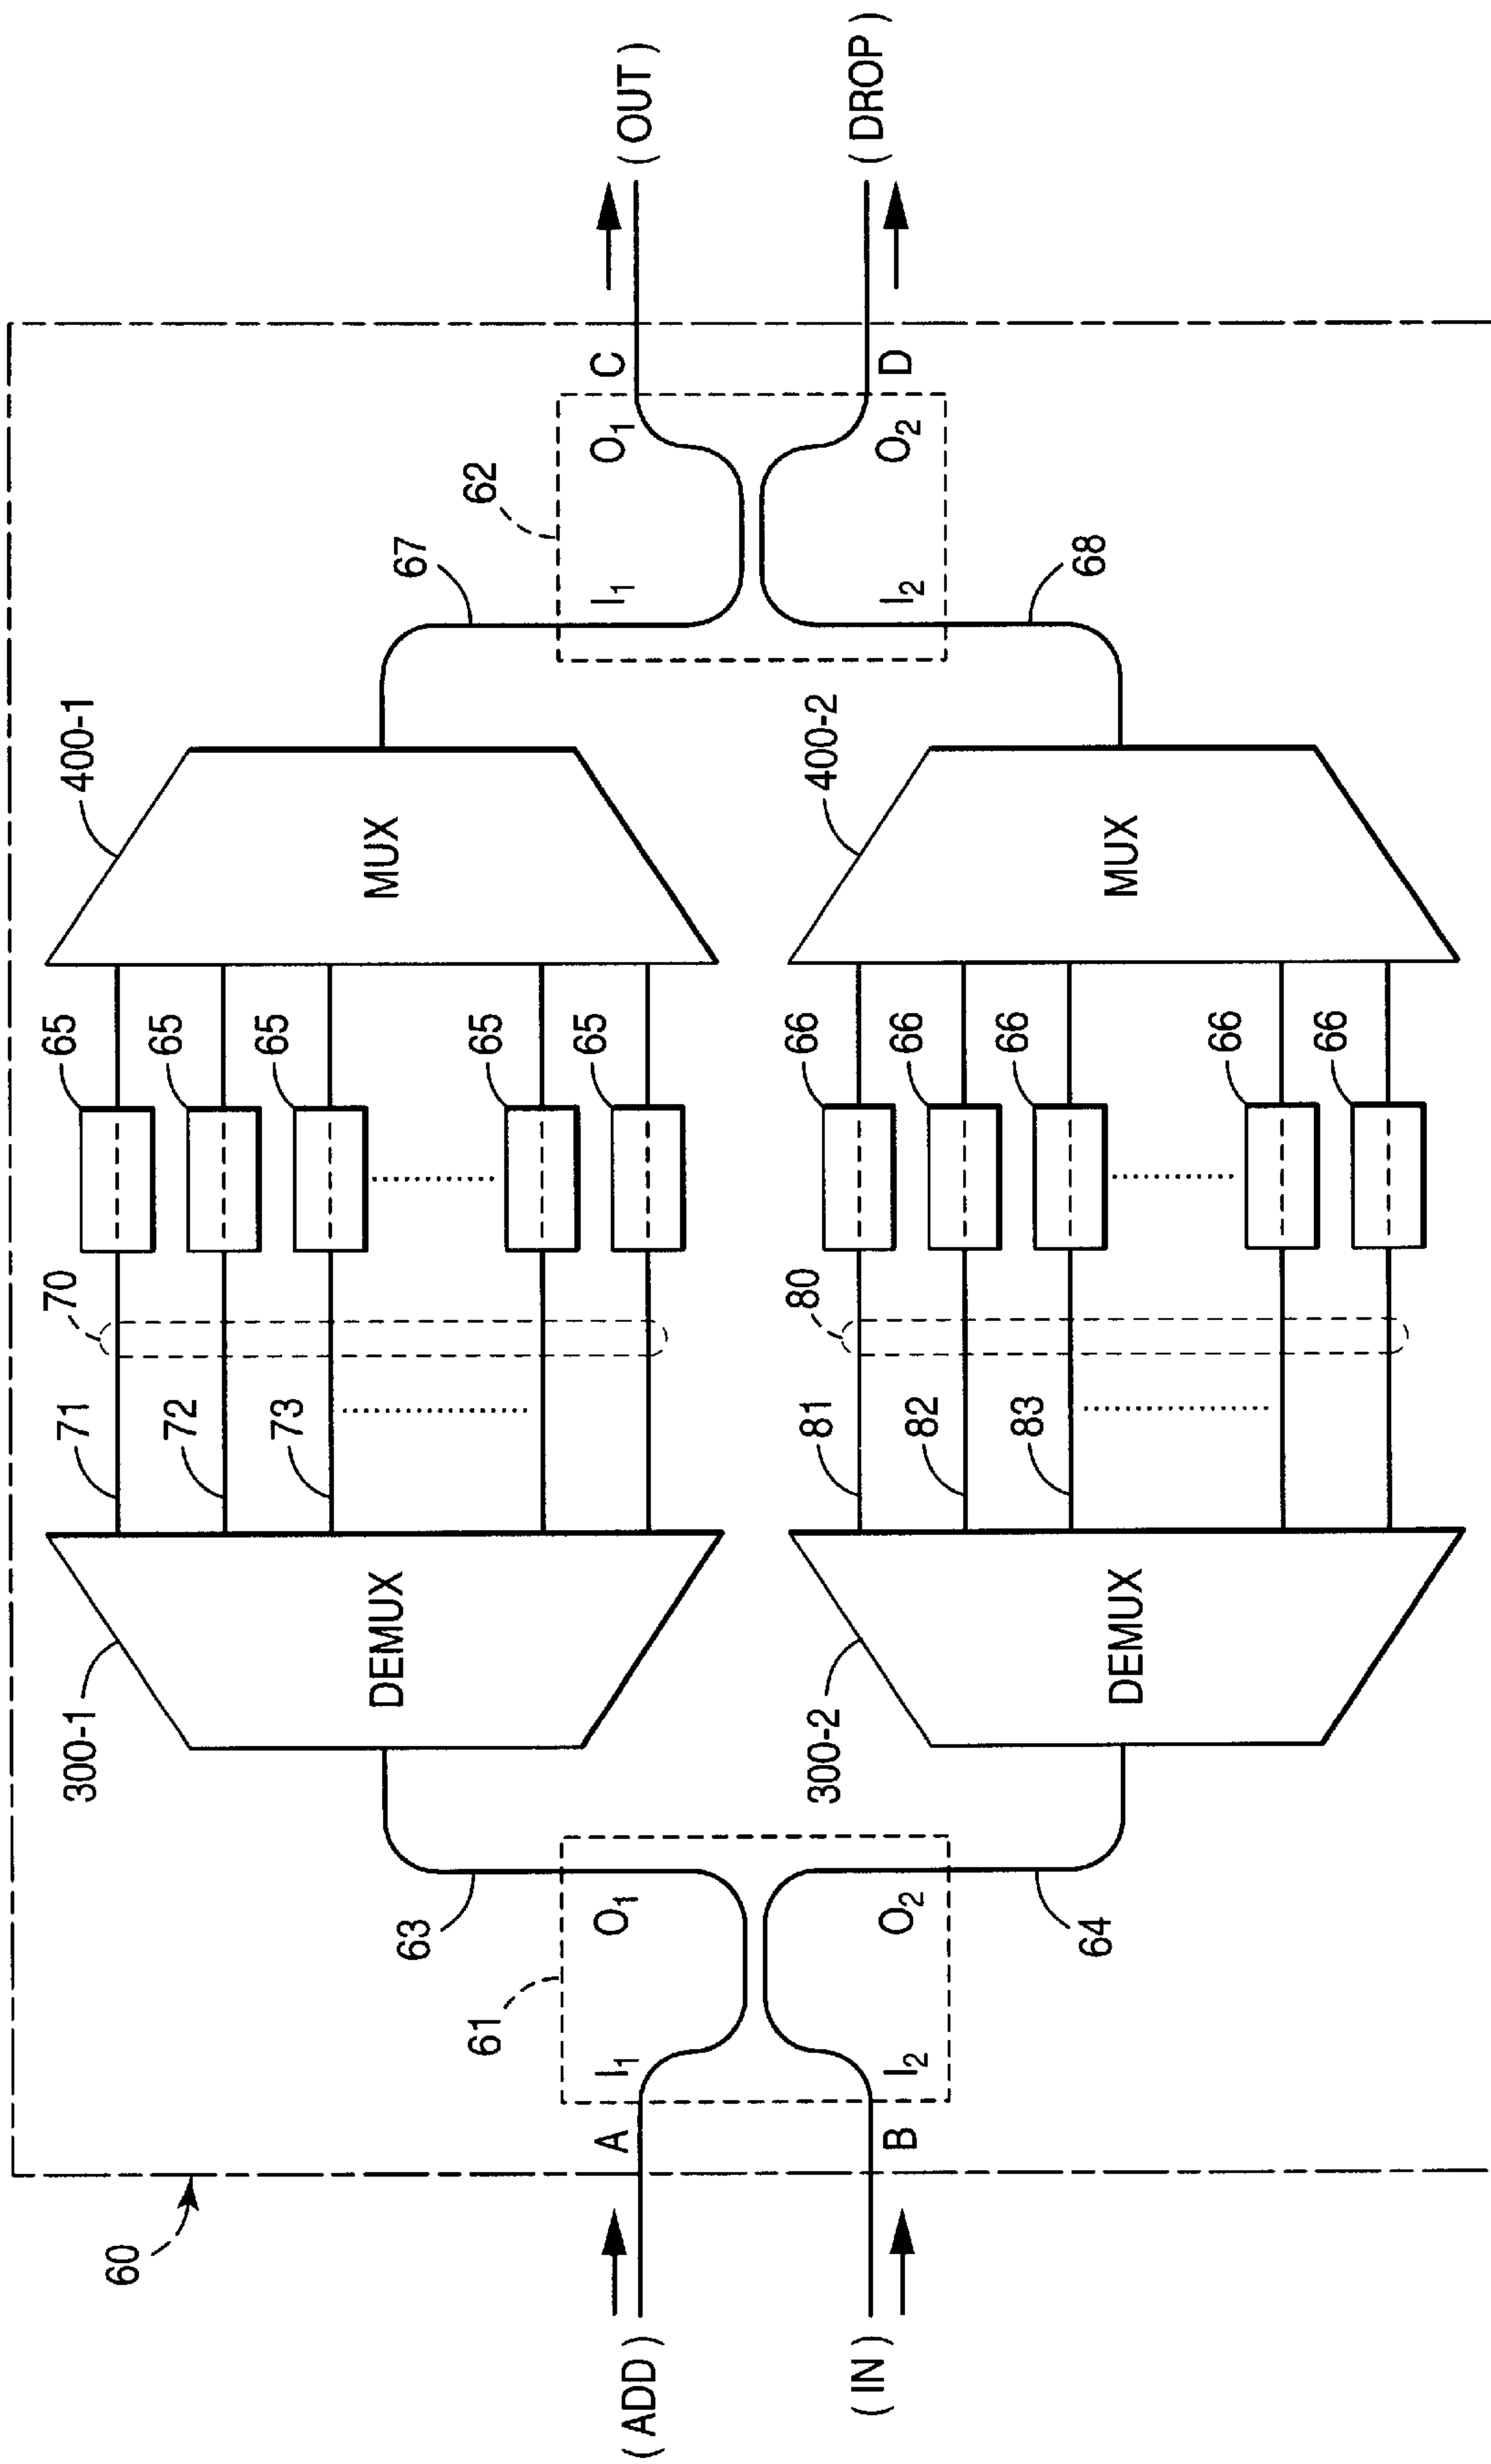 60
(ADD)
(IN)
A
B
61
I1
I2
O1
O2
63
64
300-1
DEMUX
300-2
DEMUX
71
72
73
70
81
82
83
80
65
65
65
65
65
66
66
66
66
66
400-1
MUX
400-2
MUX
67
68
62
I1
I2
O1
O2
C
D
(OUT)
(DROP)